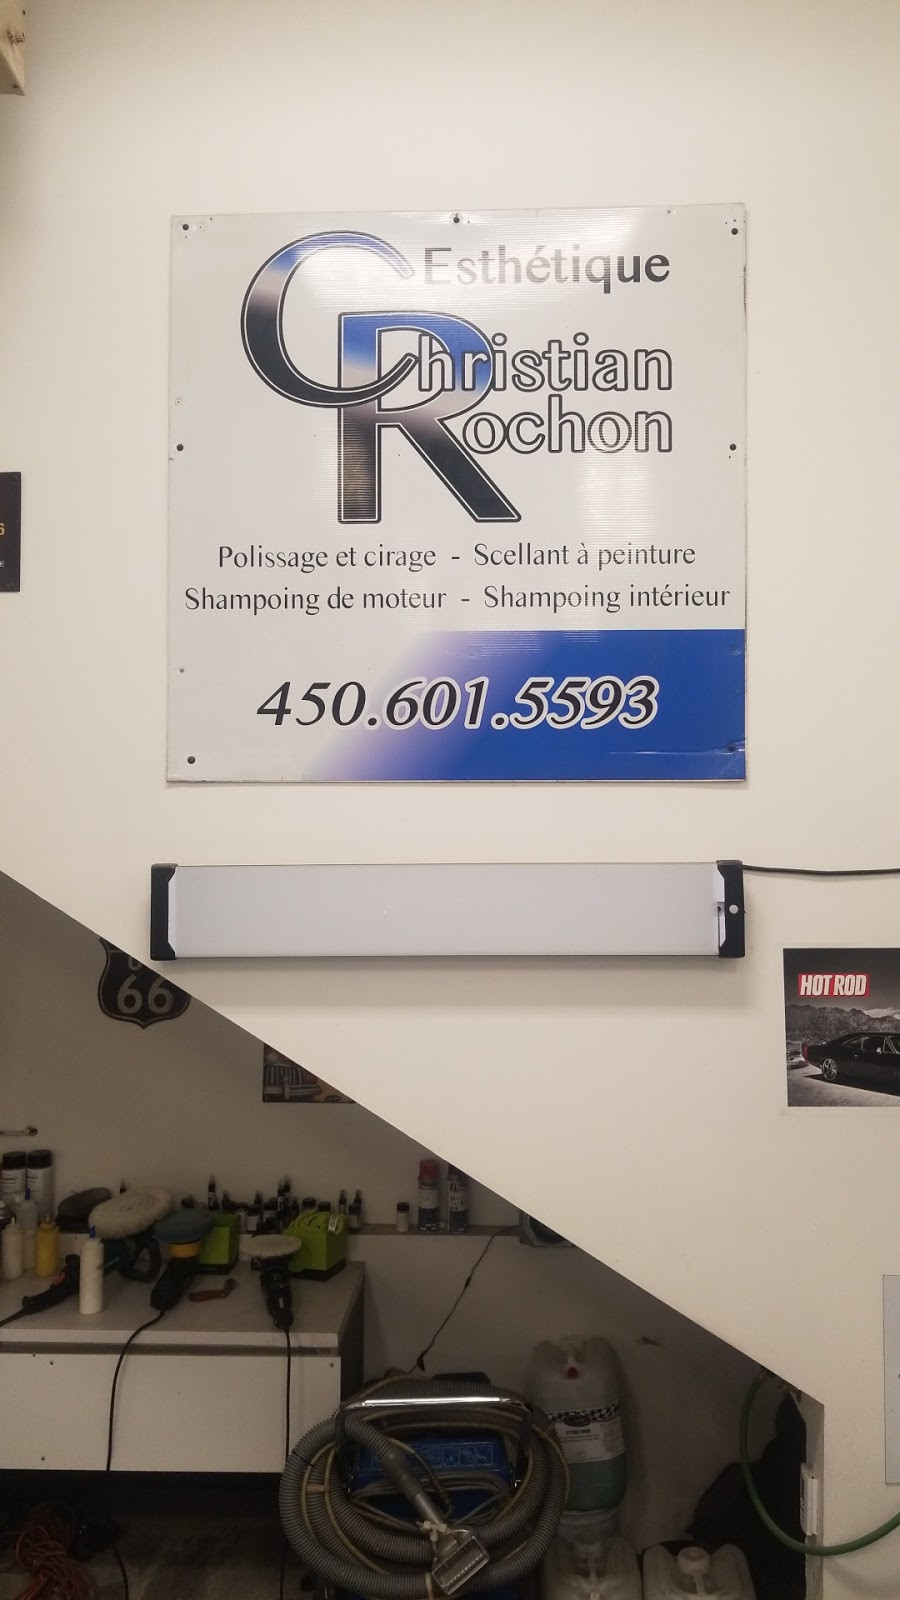 Esthétique
Christian
Rochon
Polissage et cirage - Scellant à peinture
Shampoing de moteur - Shampoing intérieur
450.601.5593
66
HOT ROD